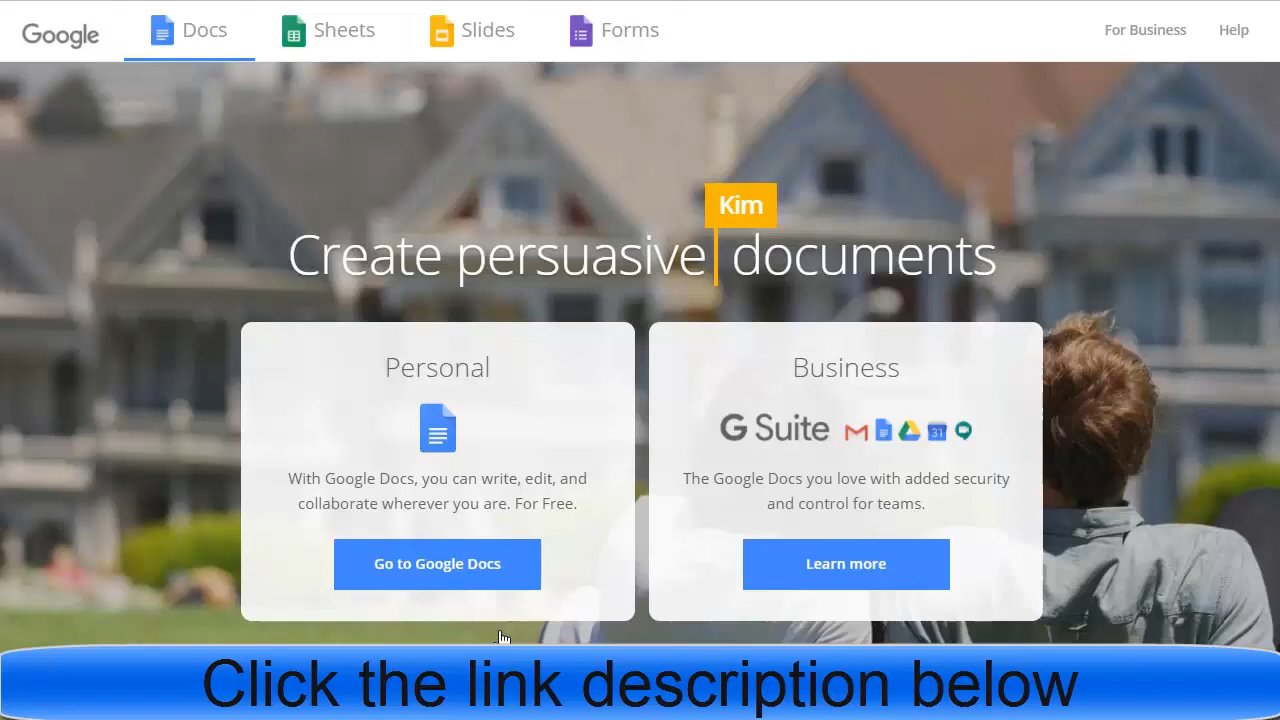 Google Docs Sheets Slides Forms For Business Help
Kim
Create persuasive documents
Personal
With Google Docs, you can write, edit, and
collaborate wherever you are. For Free.
Go to Google Docs
Business
G Suite
31
The Google Docs you love with added security
and control for teams.
Learn more
Click the link description below